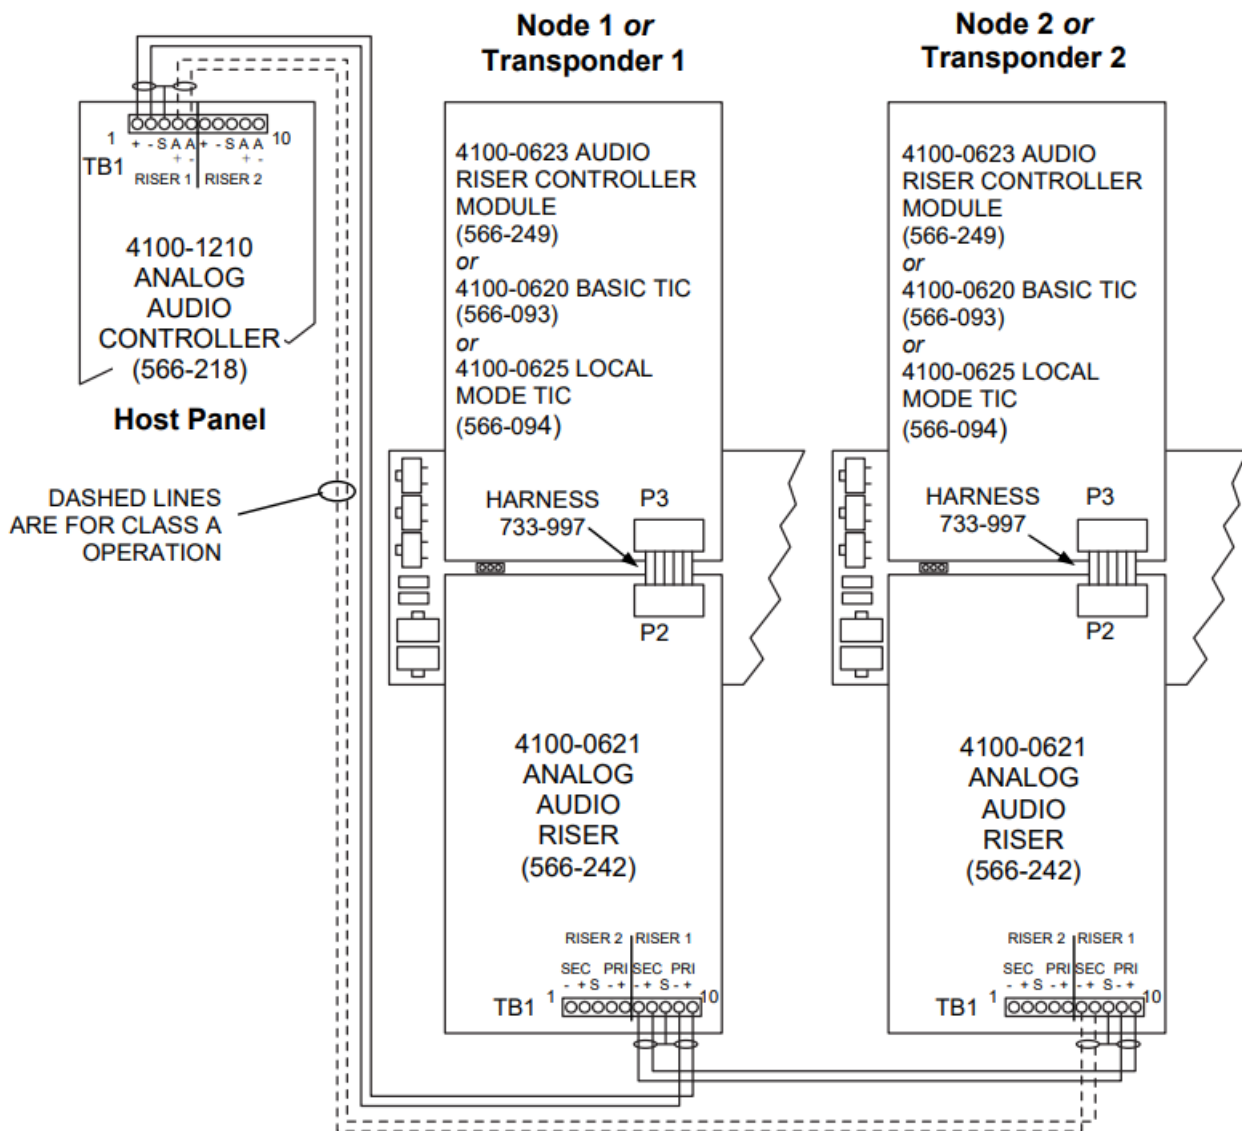 Node 1 or
Transponder 1
Node 2 or
Transponder 2
1
10
+ - S A A + - S A A
+ - + -
TB1
RISER 1
RISER 2
4100-1210
ANALOG
AUDIO
CONTROLLER
(566-218)
Host Panel
DASHED LINES
ARE FOR CLASS A
OPERATION
4100-0623 AUDIO
RISER CONTROLLER
MODULE
(566-249)
or
4100-0620 BASIC TIC
(566-093)
or
4100-0625 LOCAL
MODE TIC
(566-094)
HARNESS
733-997
P3
P2
4100-0621
ANALOG
AUDIO
RISER
(566-242)
RISER 2 RISER 1
SEC PRI SEC PRI
- + S - + - + S - +
TB1 1 10
4100-0623 AUDIO
RISER CONTROLLER
MODULE
(566-249)
or
4100-0620 BASIC TIC
(566-093)
or
4100-0625 LOCAL
MODE TIC
(566-094)
HARNESS
733-997
P3
P2
4100-0621
ANALOG
AUDIO
RISER
(566-242)
RISER 2 RISER 1
SEC PRI SEC PRI
- + S - + - + S - +
TB1 1 10